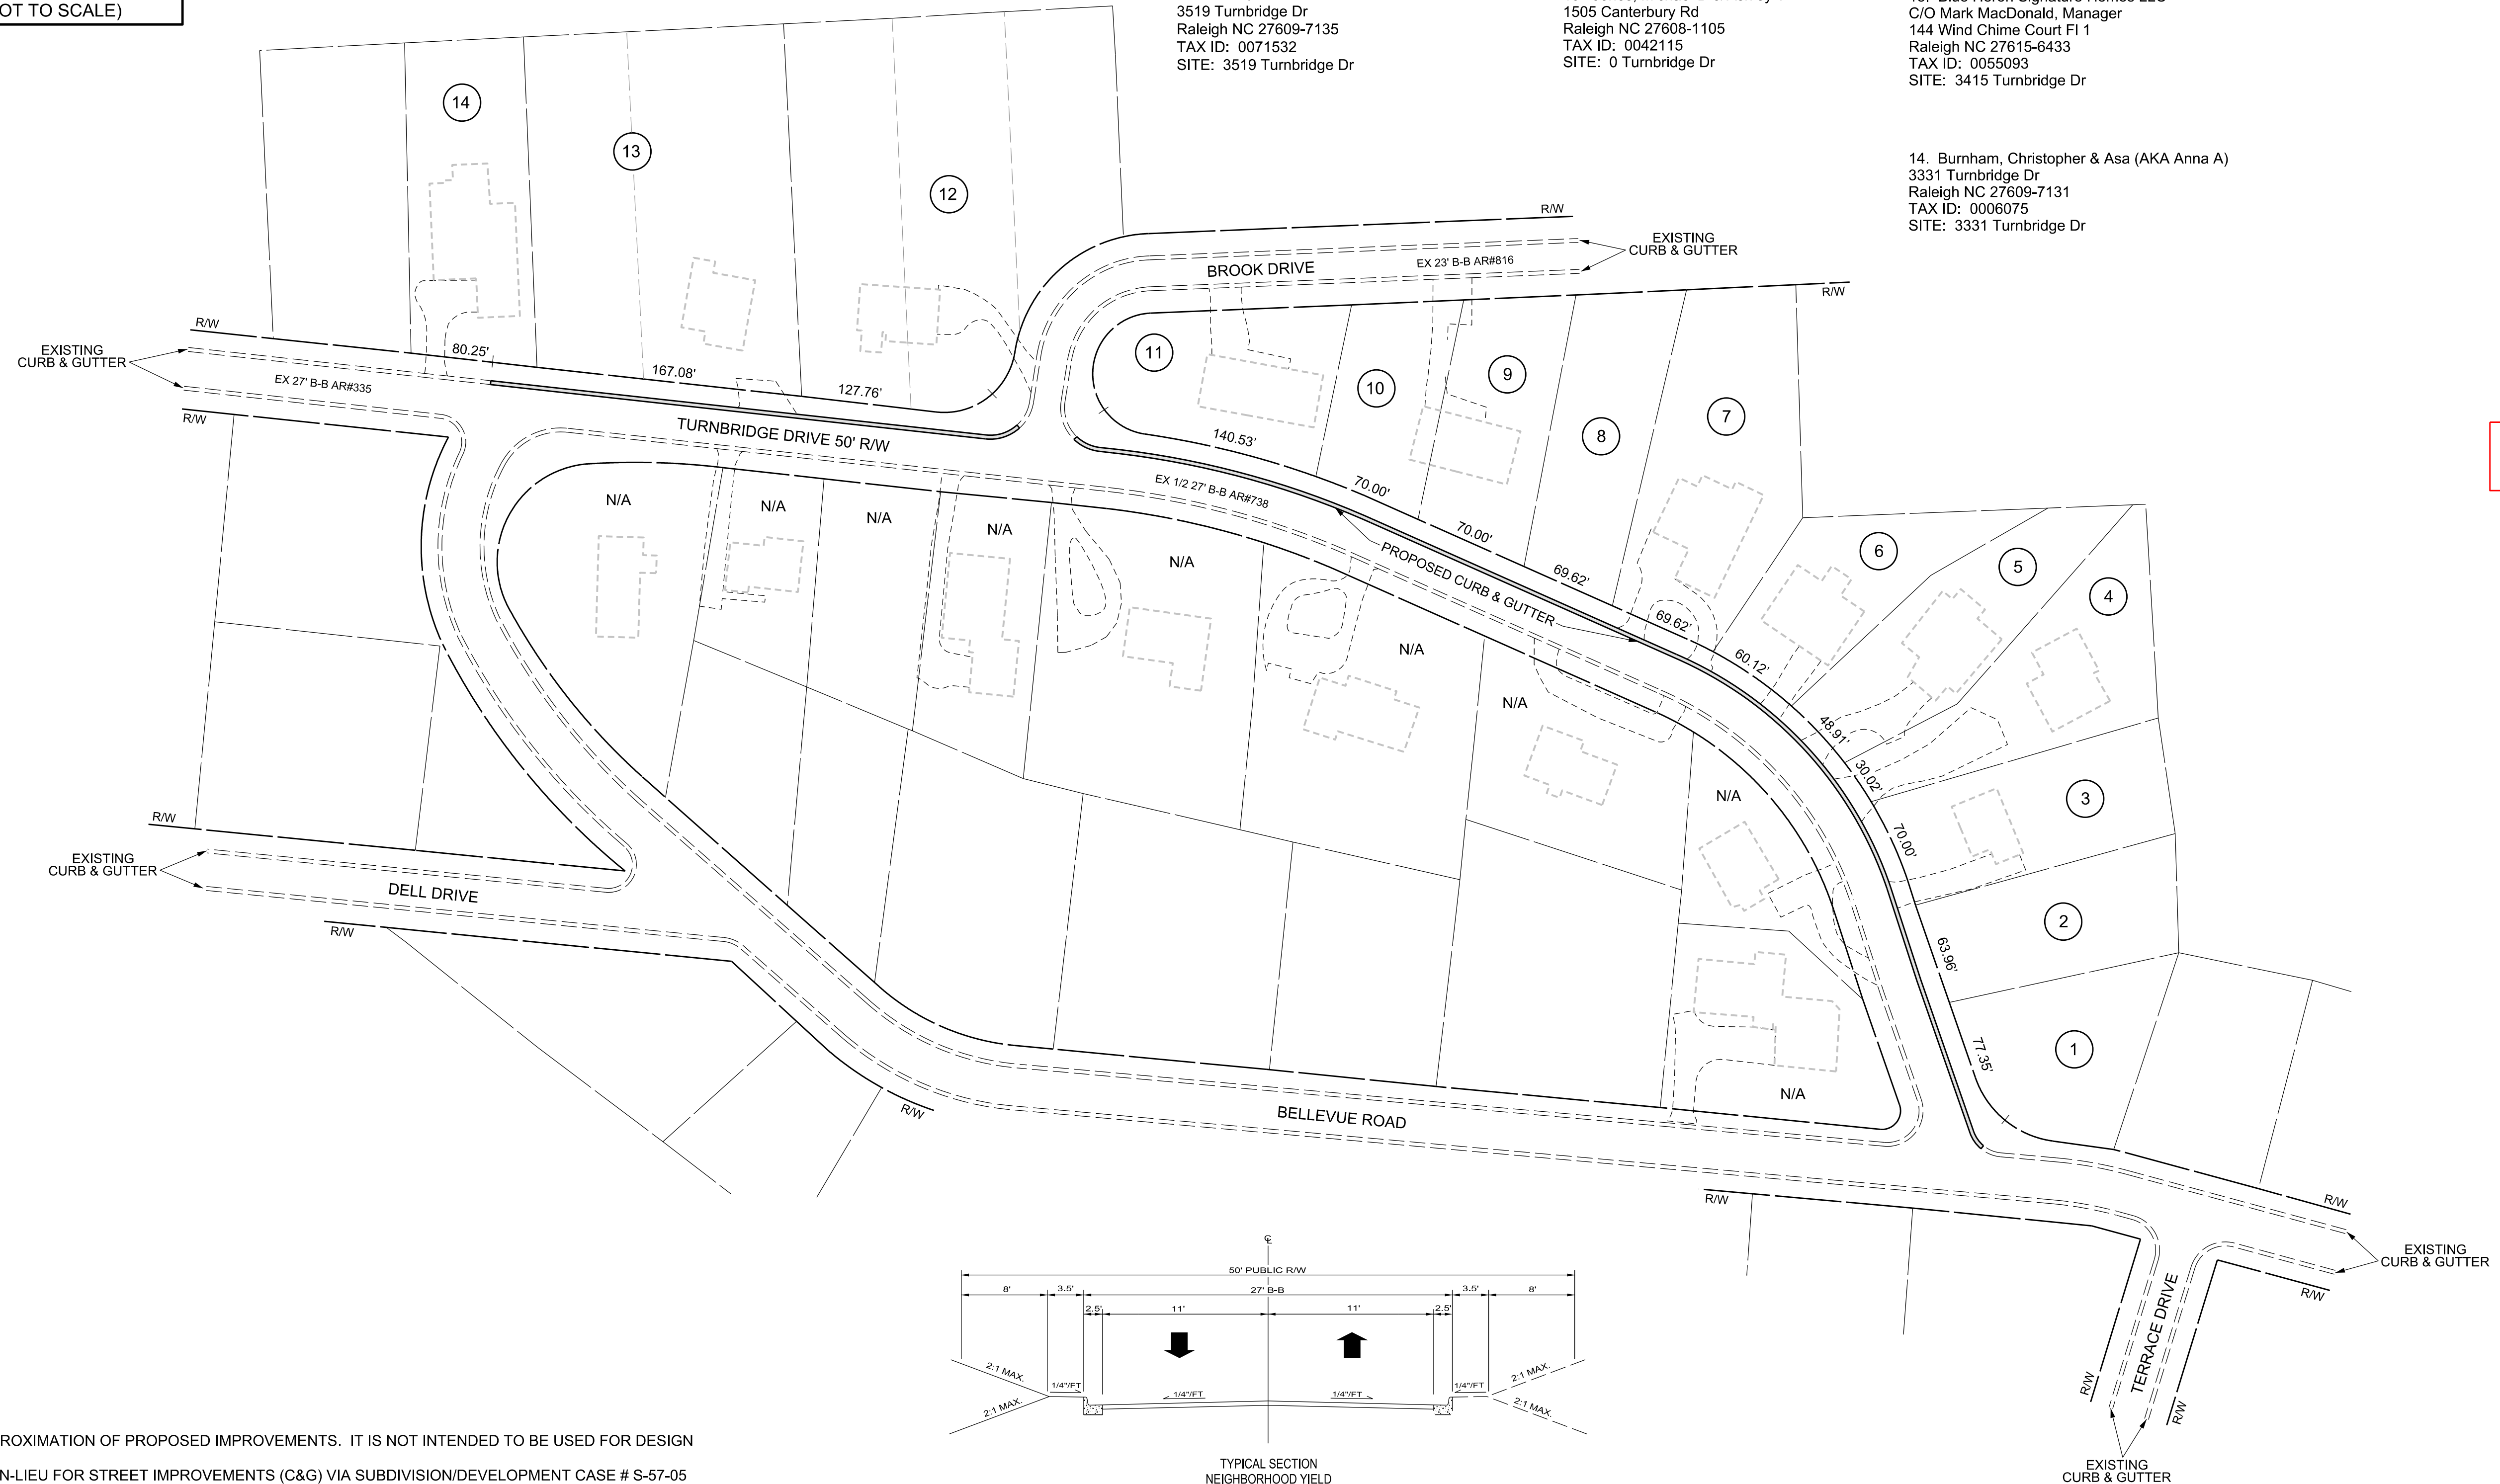 OT TO SCALE)
3519 Turnbridge Dr
Raleigh NC 27609-7135
TAX ID: 0071532
SITE: 3519 Turnbridge Dr
1505 Canterbury Rd
Raleigh NC 27608-1105
TAX ID: 0042115
SITE: 0 Turnbridge Dr
C/O Mark MacDonald, Manager
144 Wind Chime Court Fl 1
Raleigh NC 27615-6433
TAX ID: 0055093
SITE: 3415 Turnbridge Dr
14. Burnham, Christopher & Asa (AKA Anna A)
3331 Turnbridge Dr
Raleigh NC 27609-7131
TAX ID: 0006075
SITE: 3331 Turnbridge Dr
14
13
12
R/W
EXISTING
CURB & GUTTER
BROOK DRIVE
EX 23' B-B AR#816
R/W
R/W
EXISTING
CURB & GUTTER
EX 27' B-B AR#335
R/W
80.25'
167.08'
127.76'
TURNBRIDGE DRIVE 50' R/W
11
10
9
8
7
6
5
4
3
2
1
140.53'
70.00'
70.00'
69.62'
69.62'
60.12'
48.91'
30.02'
70.00'
63.96'
77.35'
EX 1/2 27' B-B AR#738
PROPOSED CURB & GUTTER
N/A
N/A
N/A
N/A
N/A
N/A
N/A
N/A
N/A
R/W
EXISTING
CURB & GUTTER
DELL DRIVE
R/W
R/W
BELLEVUE ROAD
R/W
R/W
EXISTING
CURB & GUTTER
R/W
TERRACE DRIVE
R/W
R/W
EXISTING
CURB & GUTTER
℄
50' PUBLIC R/W
8'
3.5'
27' B-B
3.5'
8'
2.5'
11'
11'
2.5'
2:1 MAX.
1/4"/FT
1/4"/FT
1/4"/FT
1/4"/FT
2:1 MAX.
2:1 MAX.
2:1 MAX.
TYPICAL SECTION
NEIGHBORHOOD YIELD
ROXIMATION OF PROPOSED IMPROVEMENTS. IT IS NOT INTENDED TO BE USED FOR DESIGN
N-LIEU FOR STREET IMPROVEMENTS (C&G) VIA SUBDIVISION/DEVELOPMENT CASE # S-57-05